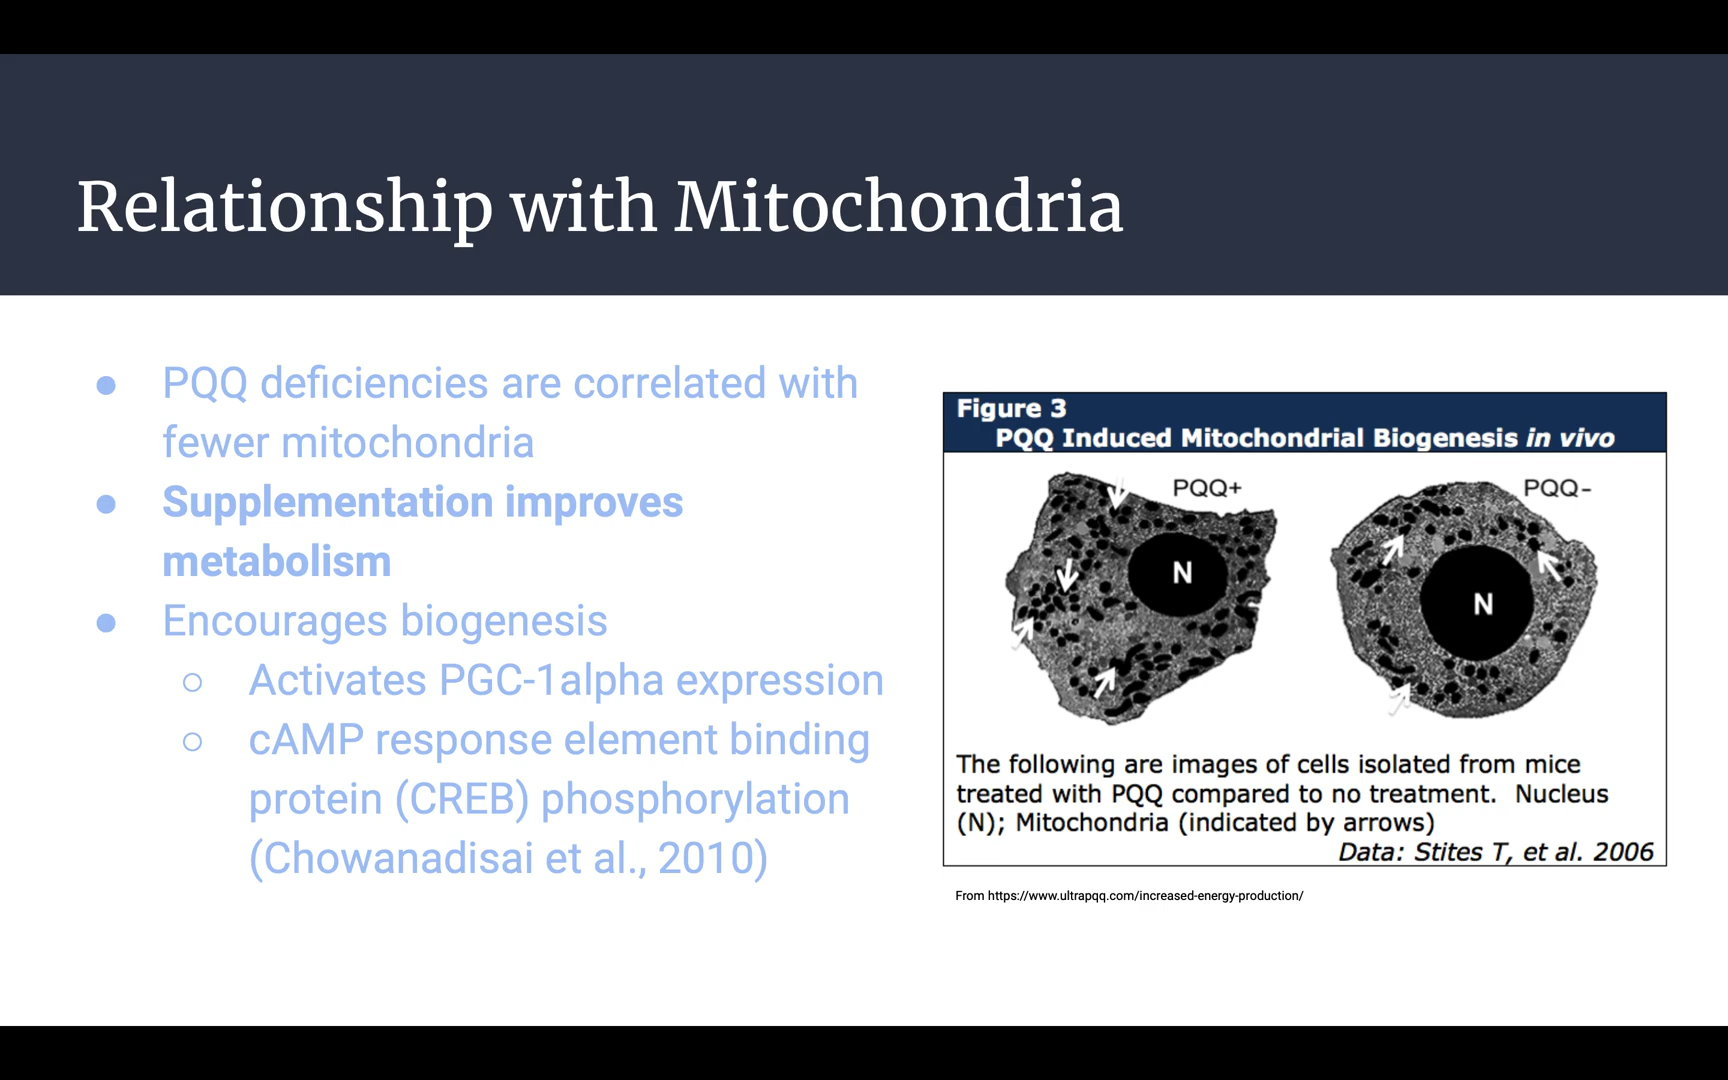 Relationship with Mitochondria
● PQQ deficiencies are correlated with
fewer mitochondria
● Supplementation improves
metabolism
● Encourages biogenesis
○ Activates PGC-1alpha expression
○ cAMP response element binding
protein (CREB) phosphorylation
(Chowanadisai et al., 2010)
Figure 3
PQQ Induced Mitochondrial Biogenesis in vivo
PQQ+
PQQ-
N
N
The following are images of cells isolated from mice
treated with PQQ compared to no treatment. Nucleus
(N); Mitochondria (indicated by arrows)
Data: Stites T, et al. 2006
From https://www.ultrapqq.com/increased-energy-production/